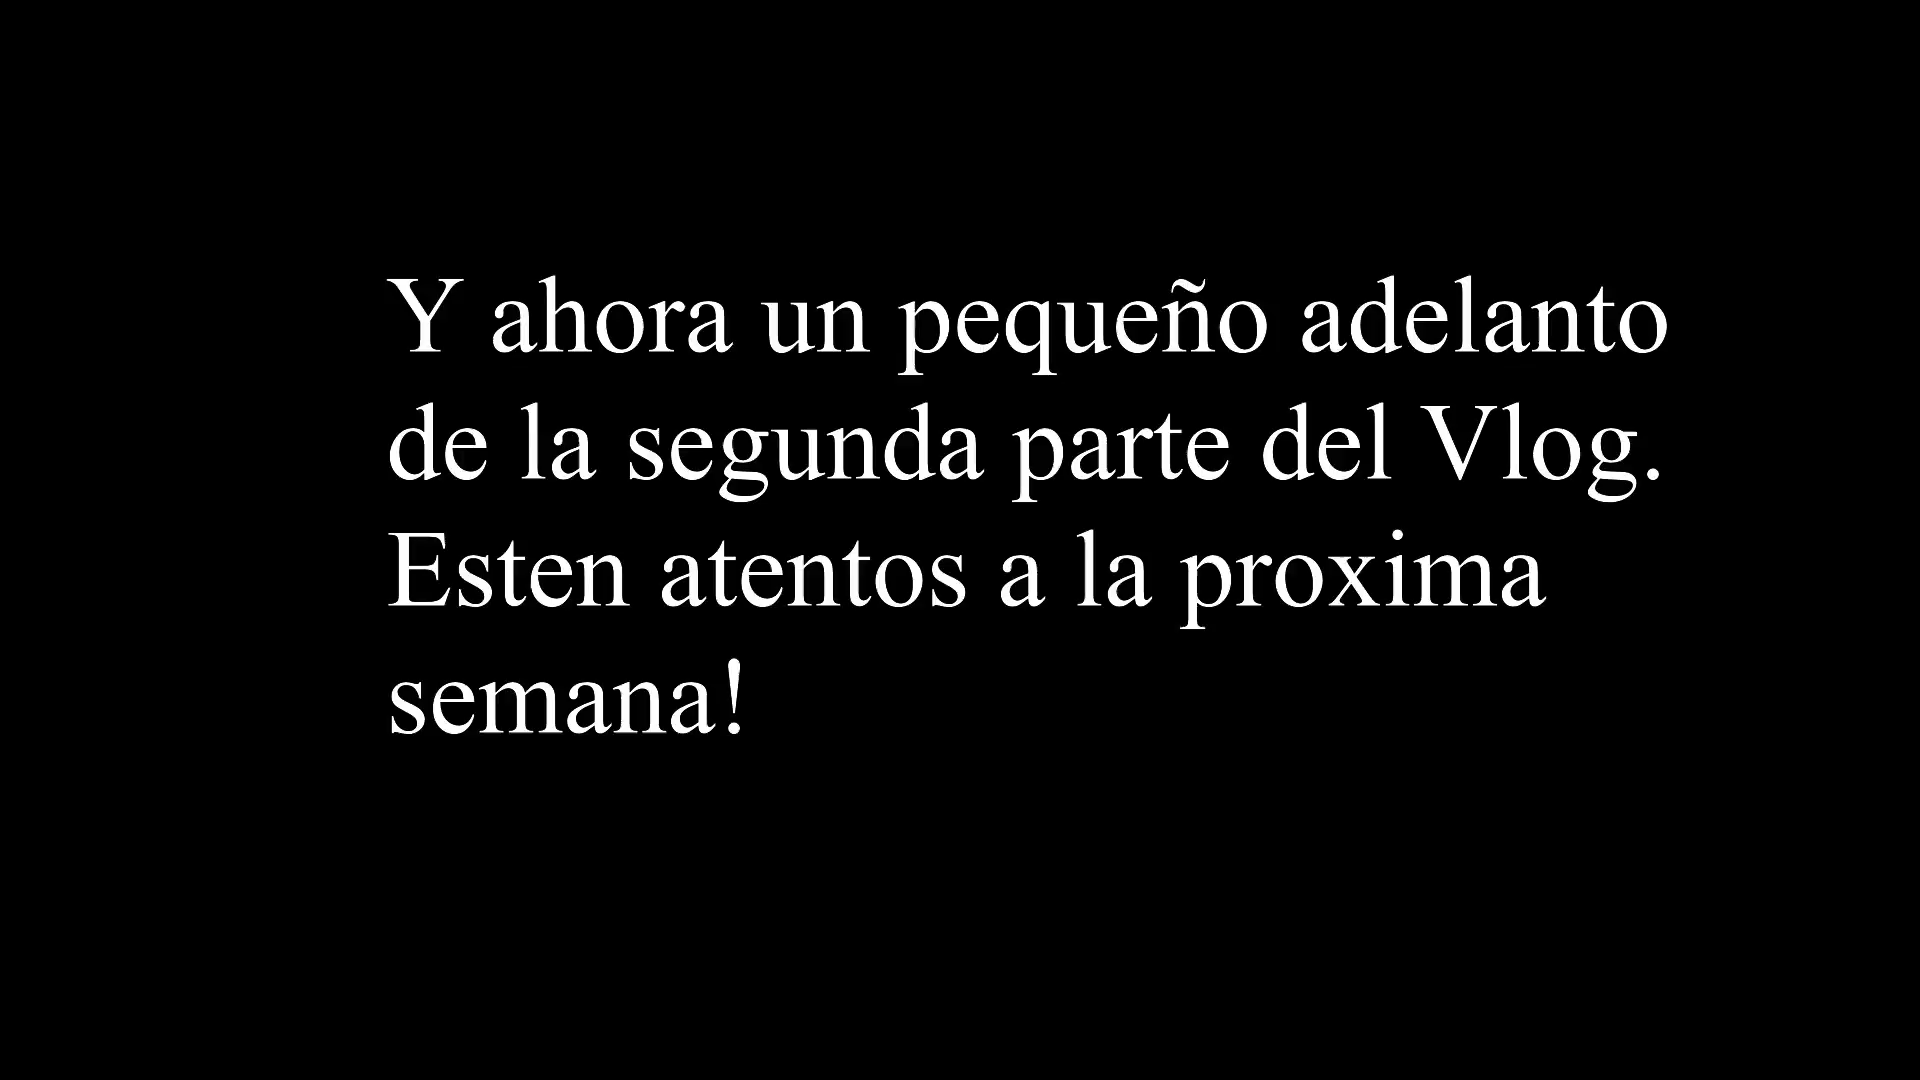 Y ahora un pequeño adelanto
de la segunda parte del Vlog.
Esten atentos a la proxima
semana!